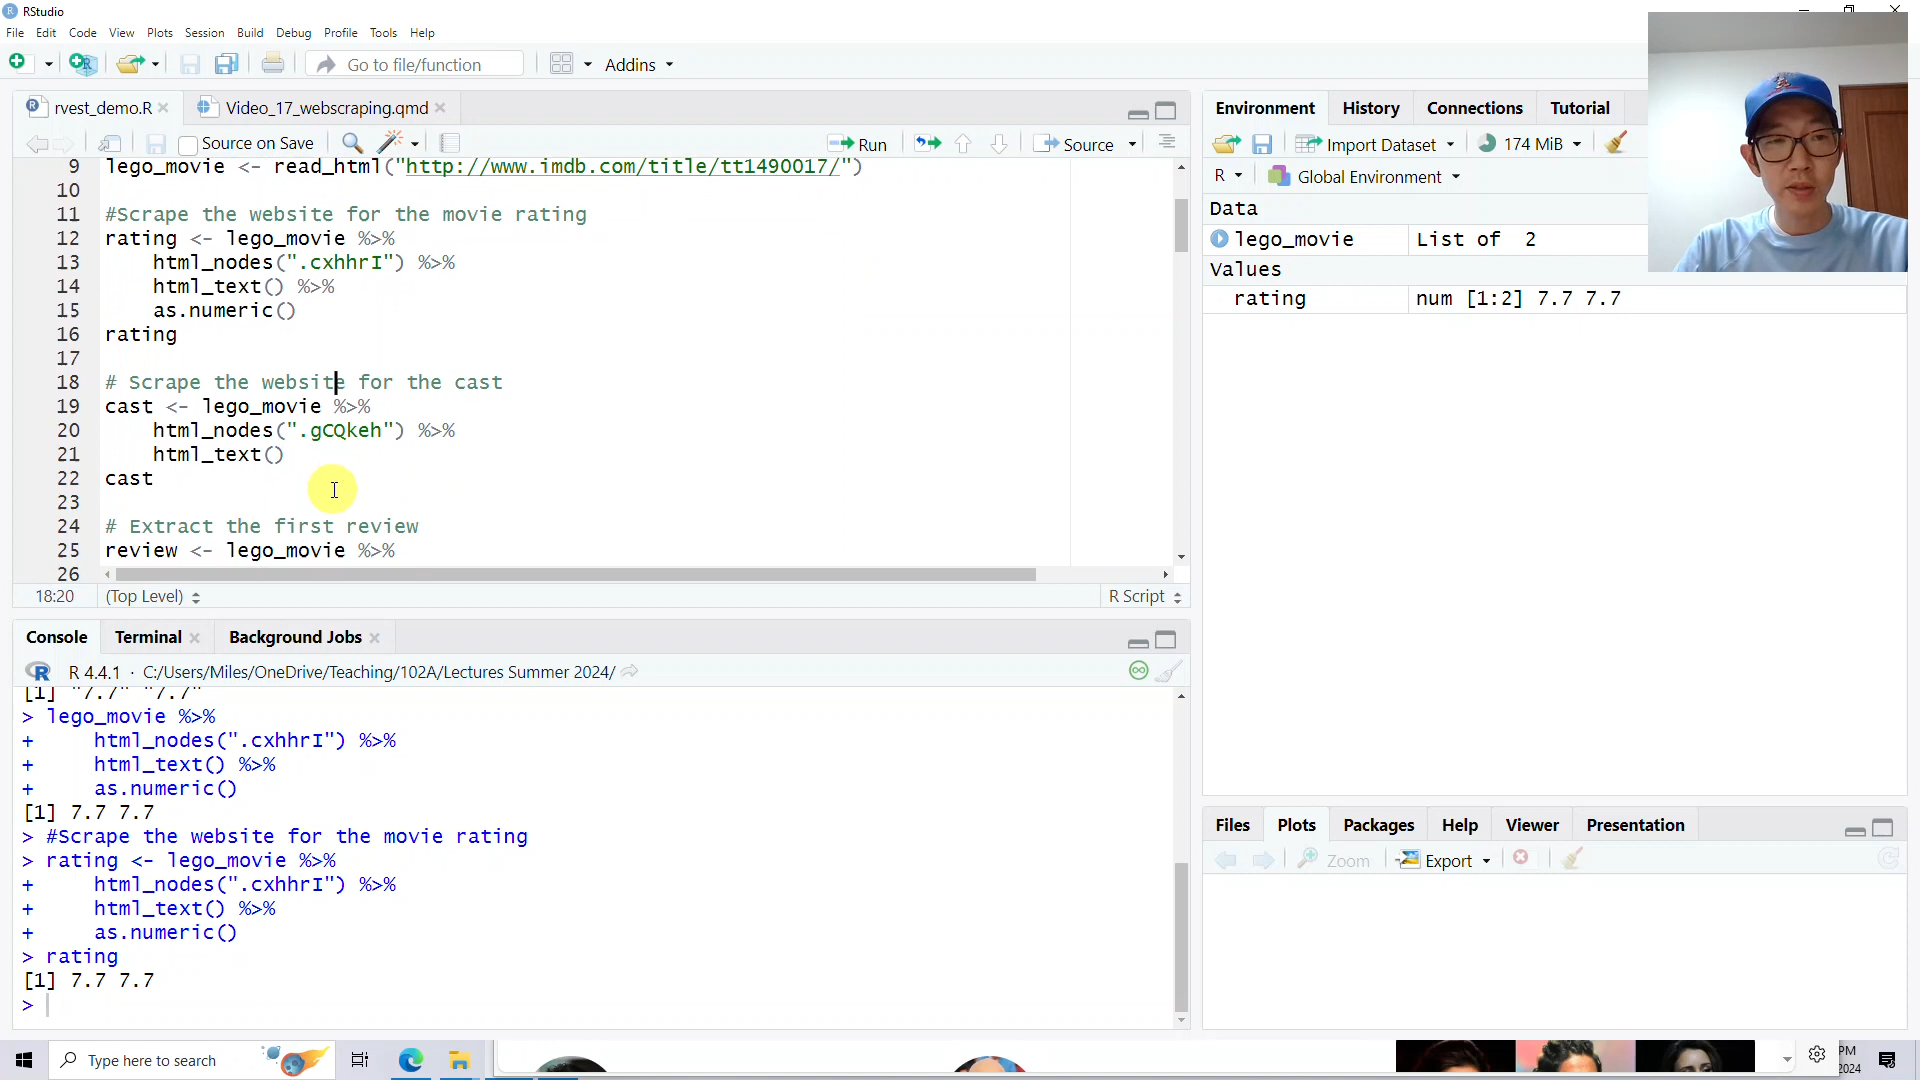 RStudio
File Edit Code View Plots Session Build Debug Profile Tools Help
Go to file/function Addins
rvest_demo.R Video_17_webscraping.qmd
Source on Save Run Source
9 lego_movie <- read_html("http://www.imdb.com/title/tt1490017/")
10
11 #Scrape the website for the movie rating
12 rating <- lego_movie %>%
13 html_nodes(".cxhhrI") %>%
14 html_text() %>%
15 as.numeric()
16 rating
17
18 # Scrape the website for the cast
19 cast <- lego_movie %>%
20 html_nodes(".gCQkeh") %>%
21 html_text()
22 cast
23
24 # Extract the first review
25 review <- lego_movie %>%
26
18:20 (Top Level) R Script
Console Terminal Background Jobs
R 4.4.1 · C:/Users/Miles/OneDrive/Teaching/102A/Lectures Summer 2024/
[1] "7.7" "7.7"
> lego_movie %>%
+ html_nodes(".cxhhrI") %>%
+ html_text() %>%
+ as.numeric()
[1] 7.7 7.7
> #Scrape the website for the movie rating
> rating <- lego_movie %>%
+ html_nodes(".cxhhrI") %>%
+ html_text() %>%
+ as.numeric()
> rating
[1] 7.7 7.7
>
Environment History Connections Tutorial
Import Dataset 174 MiB
R Global Environment
Data
lego_movie List of 2
Values
rating num [1:2] 7.7 7.7
Files Plots Packages Help Viewer Presentation
Zoom Export
Type here to search
PM
2024